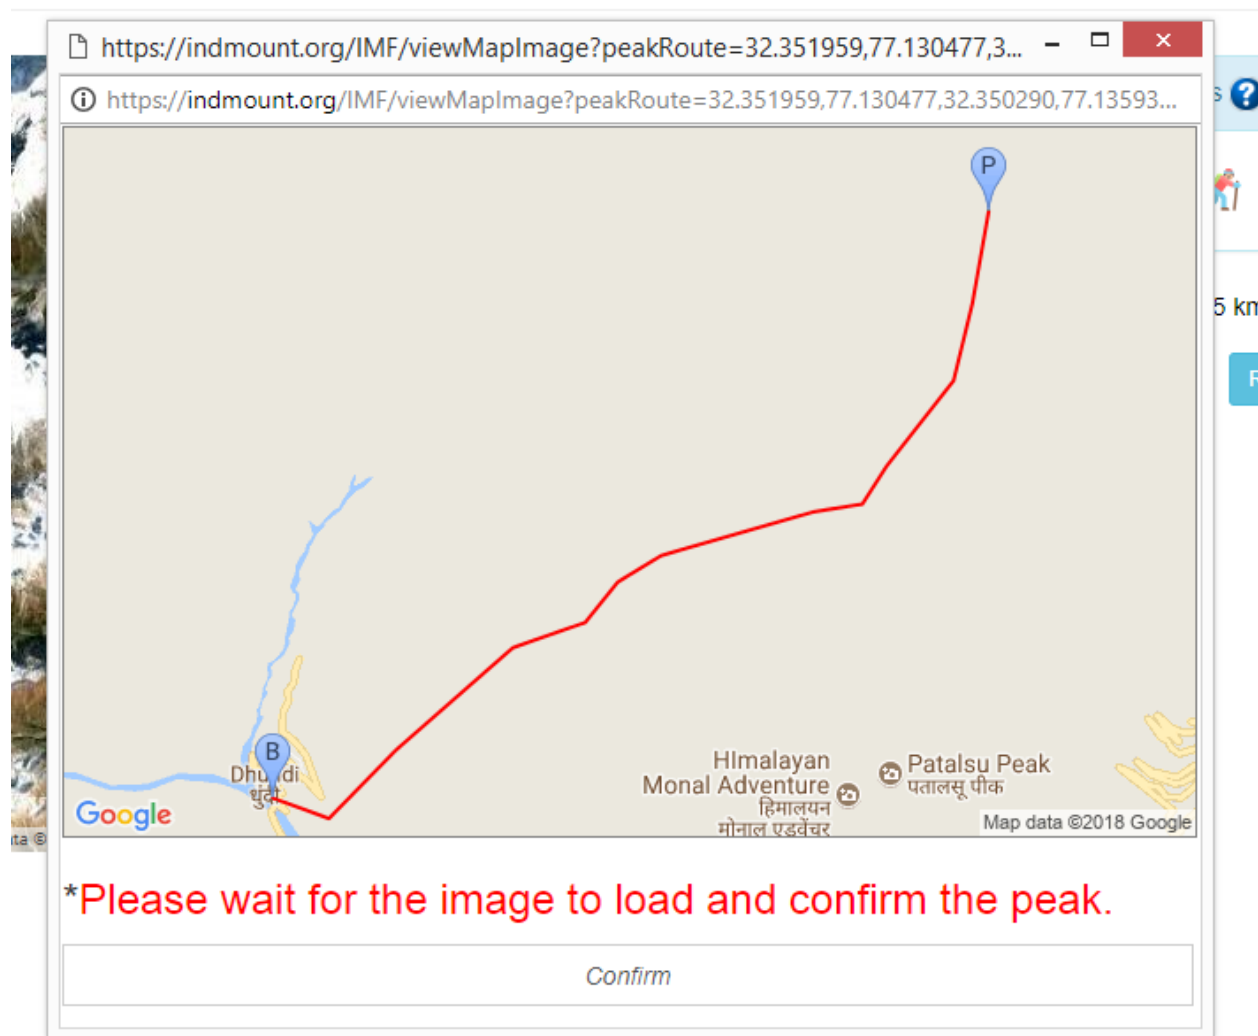 https://indmount.org/IMF/viewMapImage?peakRoute=32.351959,77.130477,3...
https://indmount.org/IMF/viewMapImage?peakRoute=32.351959,77.130477,32.350290,77.13593...
s ?
P
5 km
R
B
Dhundi
धुंदी
HImalayan
Monal Adventure
हिमालयन
मोनाल एडवेंचर
Patalsu Peak
पतालसू पीक
Google
Map data ©2018 Google
ta ©
*Please wait for the image to load and confirm the peak.
Confirm